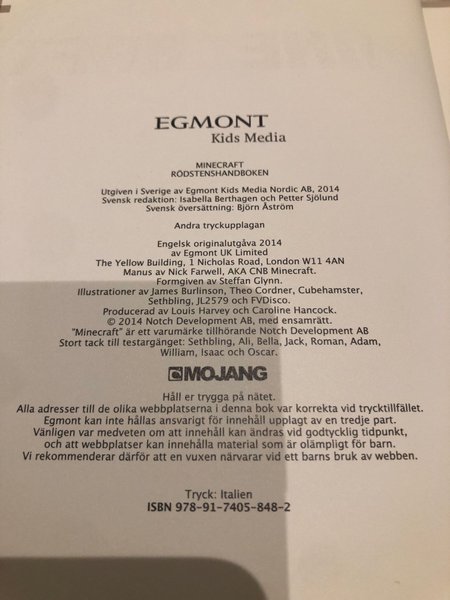 EGMONT
Kids Media
MINECRAFT
RÖDSTENSHANDBOKEN
Utgiven i Sverige av Egmont Kids Media Nordic AB, 2014
Svensk redaktion: Isabella Berthagen och Petter Sjölund
Svensk översättning: Björn Åström
Andra tryckupplagan
Engelsk originalutgåva 2014
av Egmont UK Limited
The Yellow Building, 1 Nicholas Road, London W11 4AN
Manus av Nick Farwell, AKA CNB Minecraft.
Formgiven av Steffan Glynn.
Illustrationer av James Burlinson, Theo Cordner, Cubehamster,
Sethbling, JL2579 och FVDisco.
Producerad av Louis Harvey och Caroline Hancock.
© 2014 Notch Development AB, med ensamrätt.
"Minecraft" är ett varumärke tillhörande Notch Development AB
Stort tack till testargänget: Sethbling, Ali, Bella, Jack, Roman, Adam,
William, Isaac och Oscar.
MOJANG
Håll er trygga på nätet.
Alla adresser till de olika webbplatserna i denna bok var korrekta vid trycktillfället.
Egmont kan inte hållas ansvarigt för innehåll upplagt av en tredje part.
Vänligen var medveten om att innehåll kan ändras vid godtycklig tidpunkt,
och att webbplatser kan innehålla material som är olämpligt för barn.
Vi rekommenderar därför att en vuxen närvarar vid ett barns bruk av webben.
Tryck: Italien
ISBN 978-91-7405-848-2